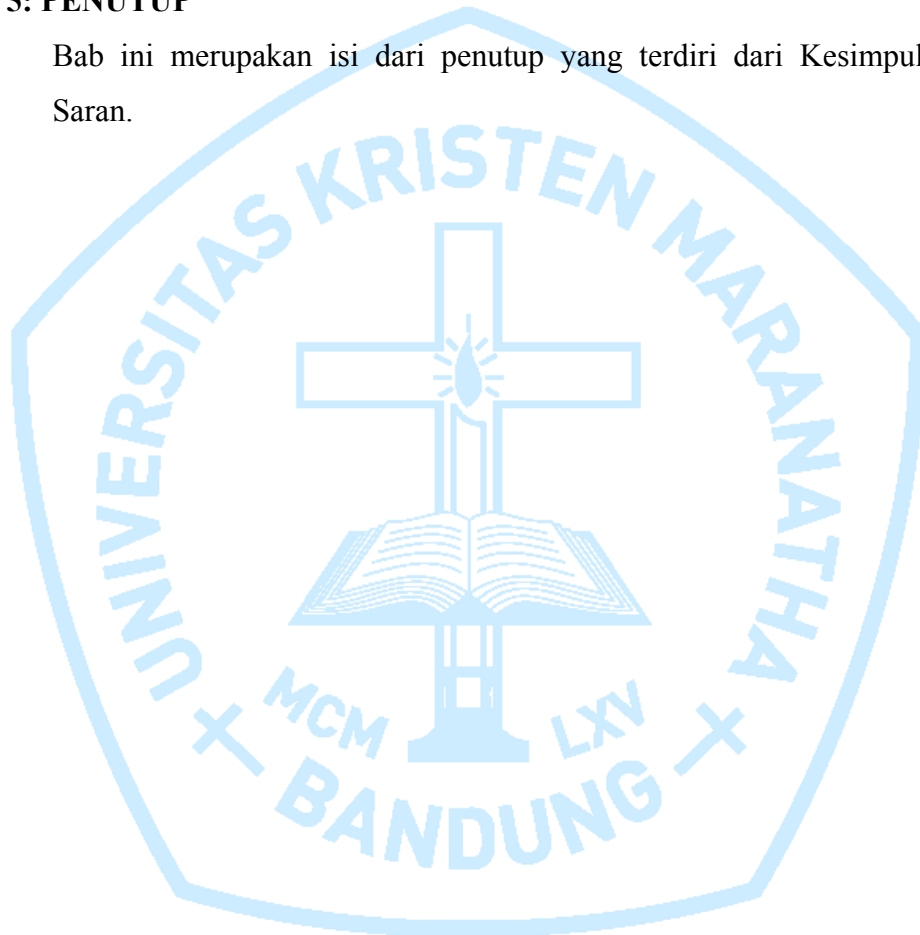 S: PENUTUP
Bab ini merupakan isi dari penutup yang terdiri dari Kesimpul
Saran.
UNIVERSITAS KRISTEN MARANATHA
MCM LXV
BANDUNG